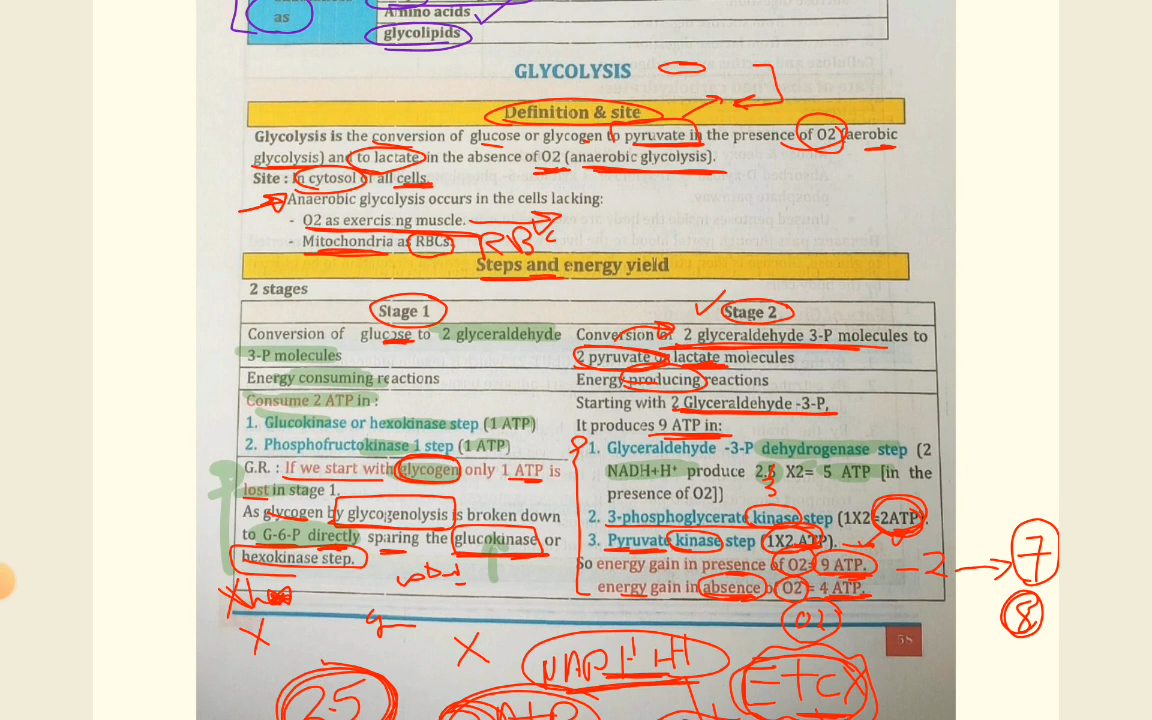 as
Amino acids
glycolipids
GLYCOLYSIS
Definition & site
Glycolysis is the conversion of glucose or glycogen to pyruvate in the presence of O2 (aerobic
glycolysis) and to lactate in the absence of O2 (anaerobic glycolysis).
Site : In cytosol of all cells.
Anaerobic glycolysis occurs in the cells lacking:
- O2 as exercising muscle.
- Mitochondria as RBCs.
RBc
Steps and energy yield
2 stages
Stage 1
Conversion of glucose to 2 glyceraldehyde
3-P molecules
Energy consuming reactions
Consume 2 ATP in :
1. Glucokinase or hexokinase step (1 ATP)
2. Phosphofructokinase 1 step (1 ATP)
G.R. : If we start with glycogen only 1 ATP is
lost in stage 1.
As glycogen by glycogenolysis is broken down
to G-6-P directly sparing the glucokinase or
hexokinase step.
Stage 2
Conversion of 2 glyceraldehyde 3-P molecules to
2 pyruvate or lactate molecules
Energy producing reactions
Starting with 2 Glyceraldehyde -3-P,
It produces 9 ATP in:
1. Glyceraldehyde -3-P dehydrogenase step (2
NADH+H+ produce 2.5 X2= 5 ATP [in the
3
presence of O2])
2. 3-phosphoglycerate kinase step (1X2=2ATP).
3. Pyruvate kinase step (1X2 ATP).
So energy gain in presence of O2= 9 ATP.
-2
7
energy gain in absence of O2 = 4 ATP.
8
O2
58
X
X
NADH+H
ETC
X
2.5